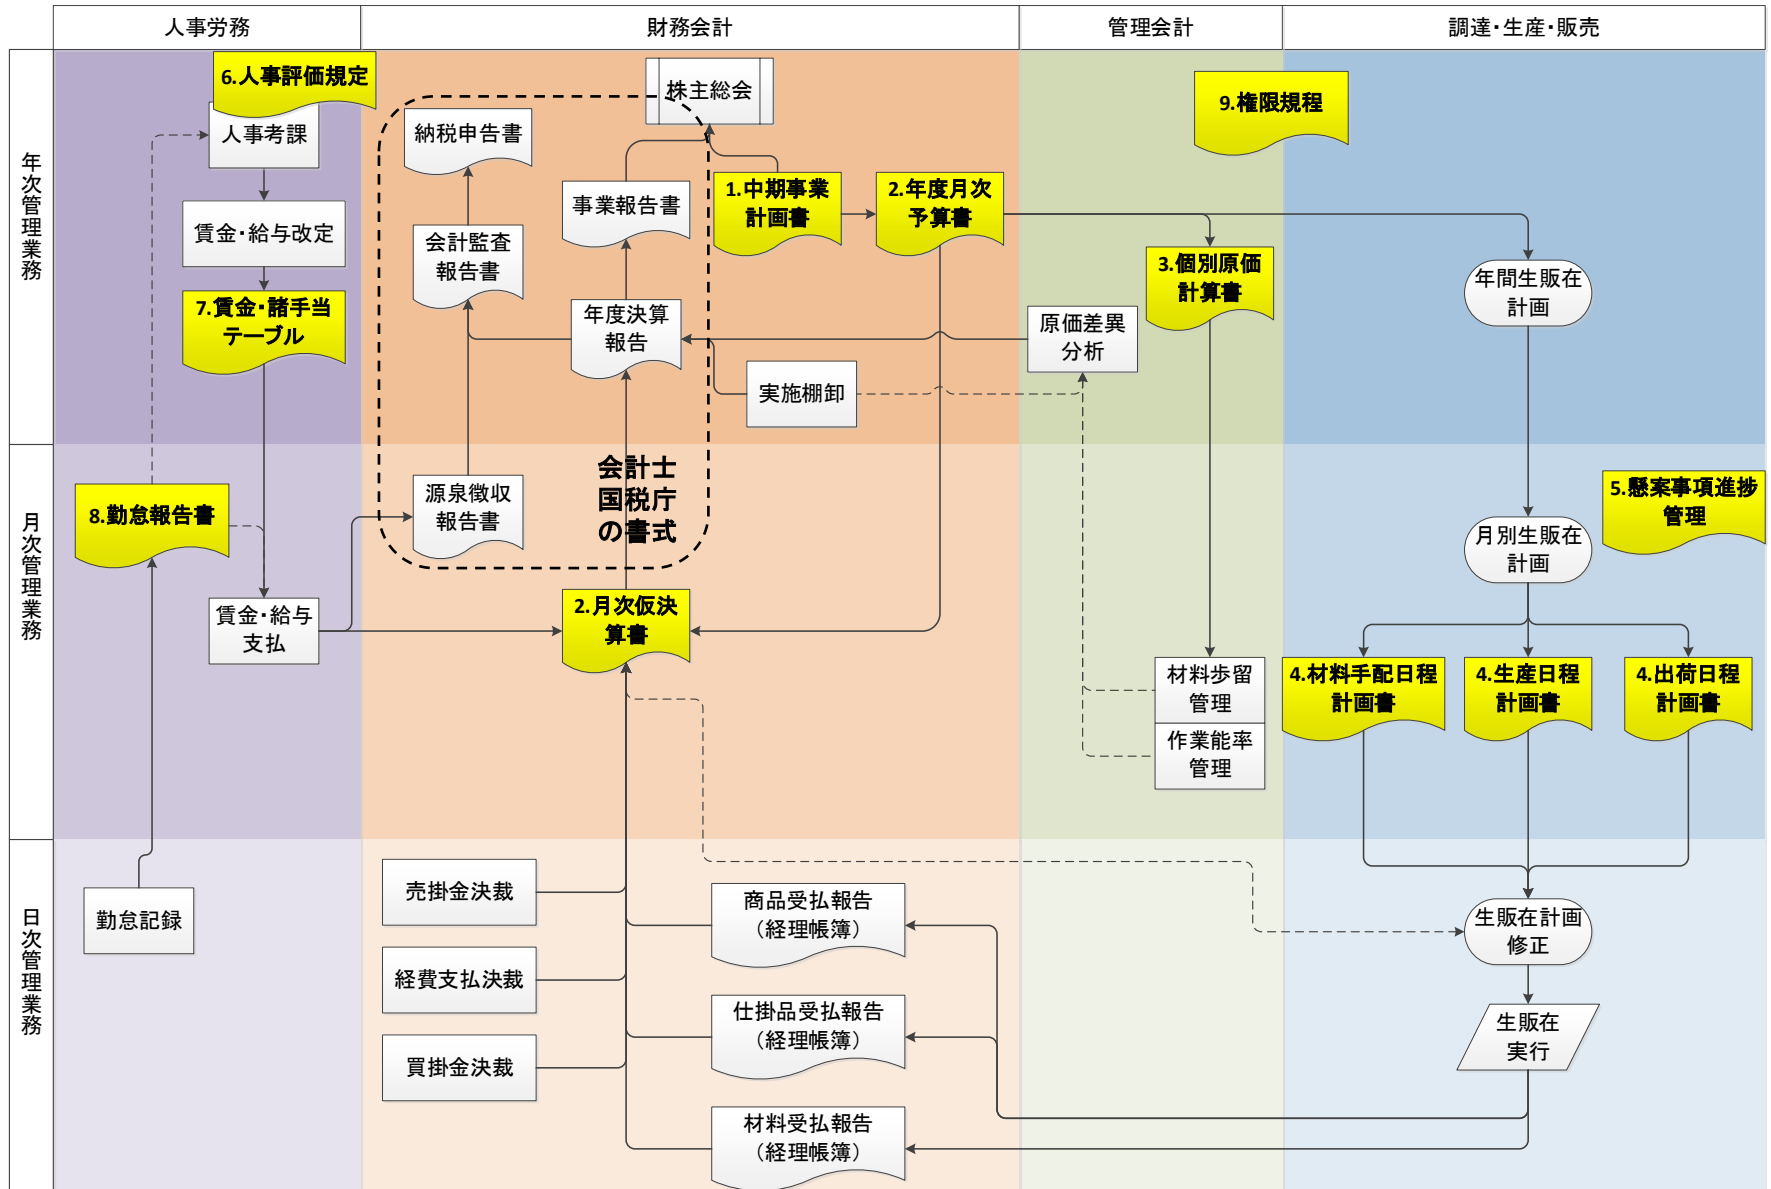 人事労務
財務会計
管理会計
調達・生産・販売
年次管理業務
6.人事評価規定
人事考課
賃金・給与改定
7.賃金・諸手当
テーブル
株主総会
納税申告書
事業報告書
会計監査
報告書
年度決算
報告
1.中期事業
計画書
2.年度月次
予算書
実施棚卸
9.権限規程
3.個別原価
計算書
原価差異
分析
年間生販在
計画
月次管理業務
8.勤怠報告書
賃金・給与
支払
源泉徴収
報告書
会計士
国税庁
の書式
2.月次仮決
算書
材料歩留
管理
作業能率
管理
5.懸案事項進捗
管理
月別生販在
計画
4.材料手配日程
計画書
4.生産日程
計画書
4.出荷日程
計画書
日次管理業務
勤怠記録
売掛金決裁
経費支払決裁
買掛金決裁
商品受払報告
（経理帳簿）
仕掛品受払報告
（経理帳簿）
材料受払報告
（経理帳簿）
生販在計画
修正
生販在
実行